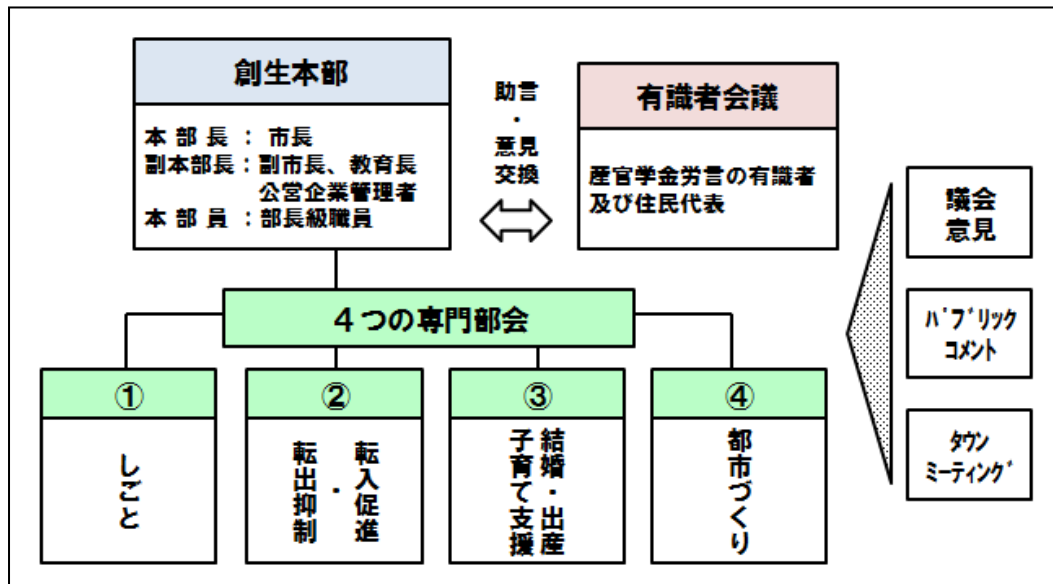 創生本部
本部長：市長
副本部長：副市長、教育長
公営企業管理者
本部員：部長級職員
助言
・
意見
交換
有識者会議
産官学金労言の有識者
及び住民代表
議会
意見
ﾊﾟﾌﾞﾘｯｸ
ｺﾒﾝﾄ
ﾀｳﾝ
ﾐｰﾃｨﾝｸﾞ
４つの専門部会
①
しごと
②
転入促進
・
転出抑制
③
結婚・出産
子育て支援
④
都市づくり